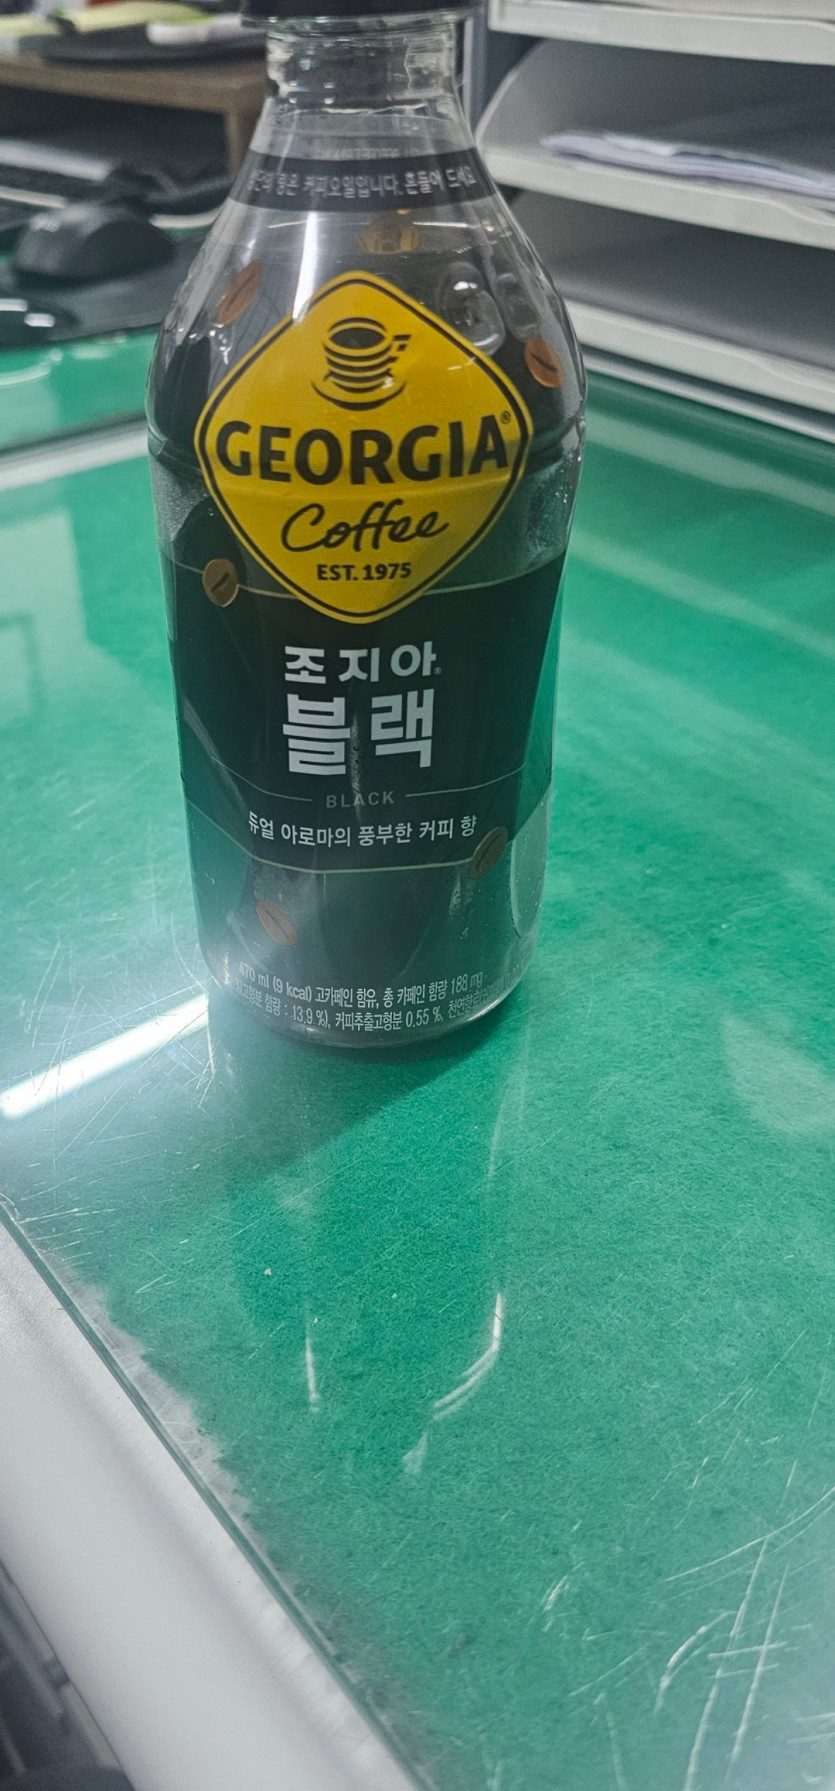 링은 커피오일입니다. 흔들어 드세요
GEORGIA®
Coffee
EST. 1975
조지아®
블랙
BLACK
듀얼 아로마의 풍부한 커피 향
470 ml (9 kcal) 고카페인 함유, 총 카페인 함량 188 mg
함량 : 13.9 %), 커피추출고형분 0.55 %,